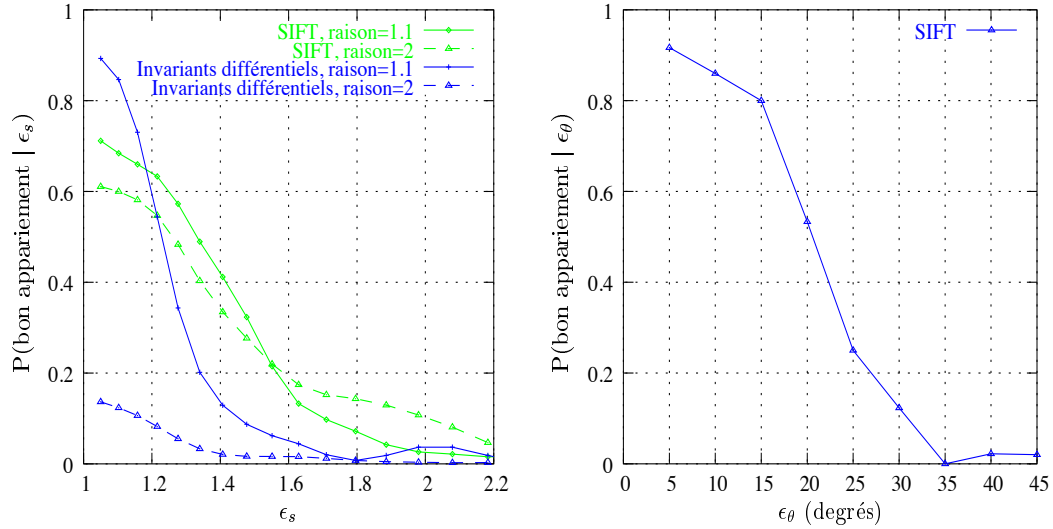 SIFT, raison=1.1
SIFT, raison=2
Invariants différentiels, raison=1.1
Invariants différentiels, raison=2
P(bon appariement | ϵs)
1
0.8
0.6
0.4
0.2
0
1 1.2 1.4 1.6 1.8 2 2.2
ϵs
SIFT
P(bon appariement | ϵθ)
1
0.8
0.6
0.4
0.2
0
0 5 10 15 20 25 30 35 40 45
ϵθ (degrés)